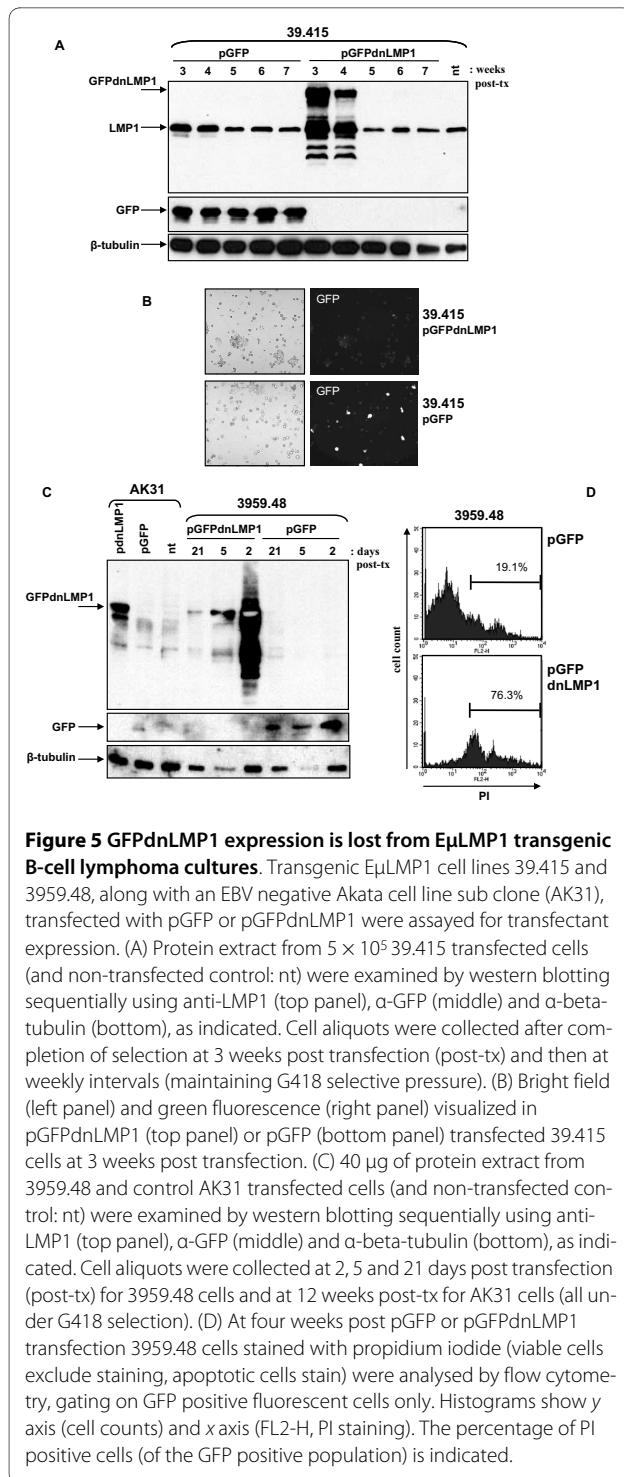 A
39.415
pGFP pGFPdnLMP1
3 4 5 6 7 3 4 5 6 7 nt : weeks post-tx
GFPdnLMP1
LMP1
GFP
β-tubulin
B
GFP
39.415
pGFPdnLMP1
GFP
39.415
pGFP
C
AK31 3959.48
pdnLMP1 pGFP nt
pGFPdnLMP1 pGFP
21 5 2 21 5 2 : days post-tx
GFPdnLMP1
GFP
β-tubulin
D
3959.48
pGFP
19.1%
FL2-H
cell count
pGFP
dnLMP1
76.3%
FL2-H
PI
Figure 5 GFPdnLMP1 expression is lost from EμLMP1 transgenic
B-cell lymphoma cultures. Transgenic EμLMP1 cell lines 39.415 and
3959.48, along with an EBV negative Akata cell line sub clone (AK31),
transfected with pGFP or pGFPdnLMP1 were assayed for transfectant
expression. (A) Protein extract from 5 × 10⁵ 39.415 transfected cells
(and non-transfected control: nt) were examined by western blotting
sequentially using anti-LMP1 (top panel), α-GFP (middle) and α-beta-
tubulin (bottom), as indicated. Cell aliquots were collected after com-
pletion of selection at 3 weeks post transfection (post-tx) and then at
weekly intervals (maintaining G418 selective pressure). (B) Bright field
(left panel) and green fluorescence (right panel) visualized in
pGFPdnLMP1 (top panel) or pGFP (bottom panel) transfected 39.415
cells at 3 weeks post transfection. (C) 40 μg of protein extract from
3959.48 and control AK31 transfected cells (and non-transfected con-
trol: nt) were examined by western blotting sequentially using anti-
LMP1 (top panel), α-GFP (middle) and α-beta-tubulin (bottom), as indi-
cated. Cell aliquots were collected at 2, 5 and 21 days post transfection
(post-tx) for 3959.48 cells and at 12 weeks post-tx for AK31 cells (all un-
der G418 selection). (D) At four weeks post pGFP or pGFPdnLMP1
transfection 3959.48 cells stained with propidium iodide (viable cells
exclude staining, apoptotic cells stain) were analysed by flow cytome-
try, gating on GFP positive fluorescent cells only. Histograms show y
axis (cell counts) and x axis (FL2-H, PI staining). The percentage of PI
positive cells (of the GFP positive population) is indicated.